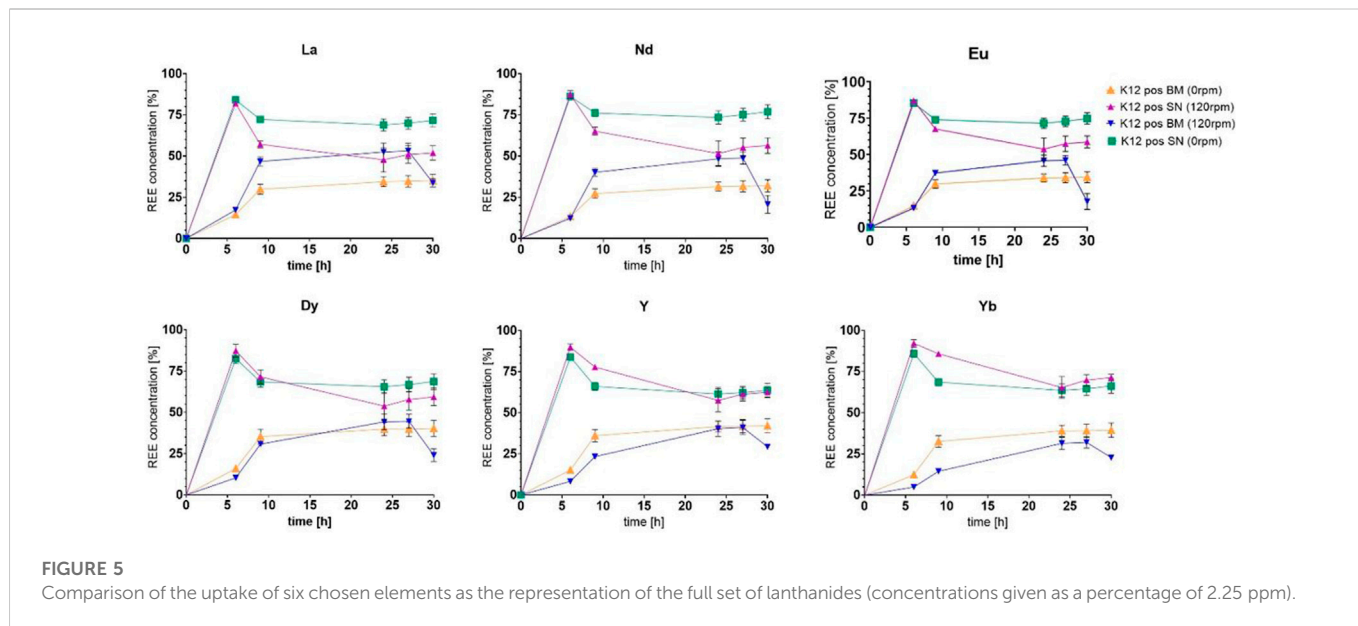 La
Nd
Eu
REE concentration [%]
100
75
50
25
0
0 5 10 15 20 25 30
time [h]
REE concentration [%]
100
75
50
25
0
0 5 10 15 20 25 30
time [h]
REE concentration [%]
100
75
50
25
0
0 5 10 15 20 25 30
time [h]
K12 pos BM (0rpm)
K12 pos SN (120rpm)
K12 pos BM (120rpm)
K12 pos SN (0rpm)
Dy
Y
Yb
REE concentration [%]
100
75
50
25
0
0 5 10 15 20 25 30
time [h]
REE concentration [%]
100
75
50
25
0
0 5 10 15 20 25 30
time [h]
REE concentration [%]
100
75
50
25
0
0 5 10 15 20 25 30
time [h]
FIGURE 5
Comparison of the uptake of six chosen elements as the representation of the full set of lanthanides (concentrations given as a percentage of 2.25 ppm).